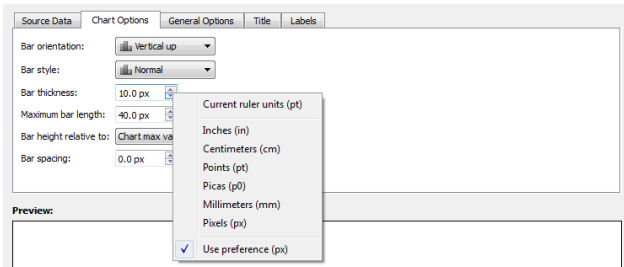 Source Data Chart Options General Options Title Labels
Bar orientation: Vertical up
Bar style: Normal
Bar thickness: 10.0 px
Maximum bar length: 40.0 px
Bar height relative to: Chart max va
Bar spacing: 0.0 px
Current ruler units (pt)
Inches (in)
Centimeters (cm)
Points (pt)
Picas (p0)
Millimeters (mm)
Pixels (px)
Use preference (px)
Preview: